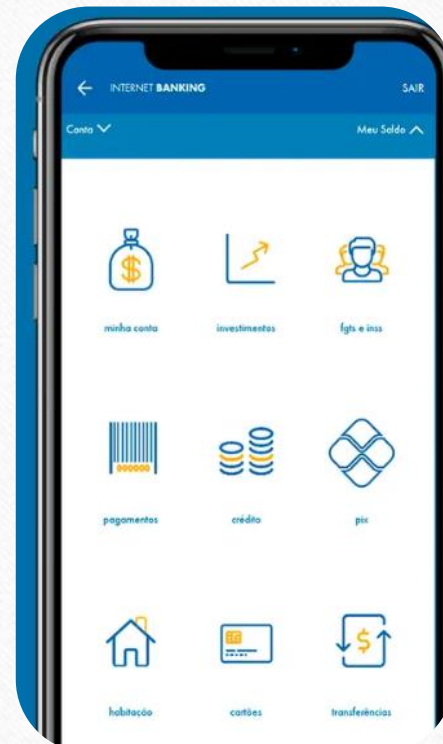 INTERNET BANKING
SAIR
Conta
Meu Saldo
minha conta
investimentos
fgts e inss
pagamentos
crédito
pix
habitação
cartões
transferências